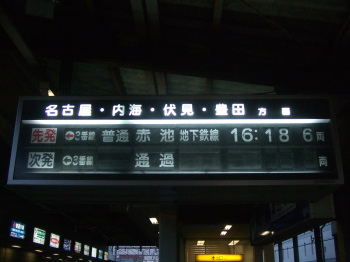 名古屋・内海・伏見・豊田 方面
先発 ←3番線 普通 赤池 地下鉄線 16:18 6両
次発 ←3番線 通過 両